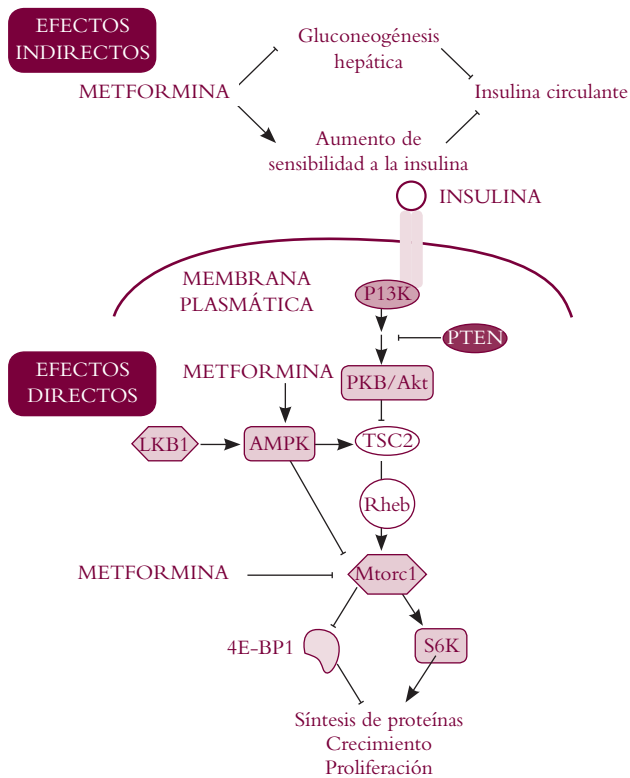 EFECTOS
INDIRECTOS
Gluconeogénesis
hepática
METFORMINA
Insulina circulante
Aumento de
sensibilidad a la insulina
INSULINA
MEMBRANA
PLASMÁTICA
P13K
PTEN
EFECTOS
DIRECTOS
METFORMINA
PKB/Akt
LKB1
AMPK
TSC2
Rheb
METFORMINA
Mtorc1
4E-BP1
S6K
Síntesis de proteínas
Crecimiento
Proliferación